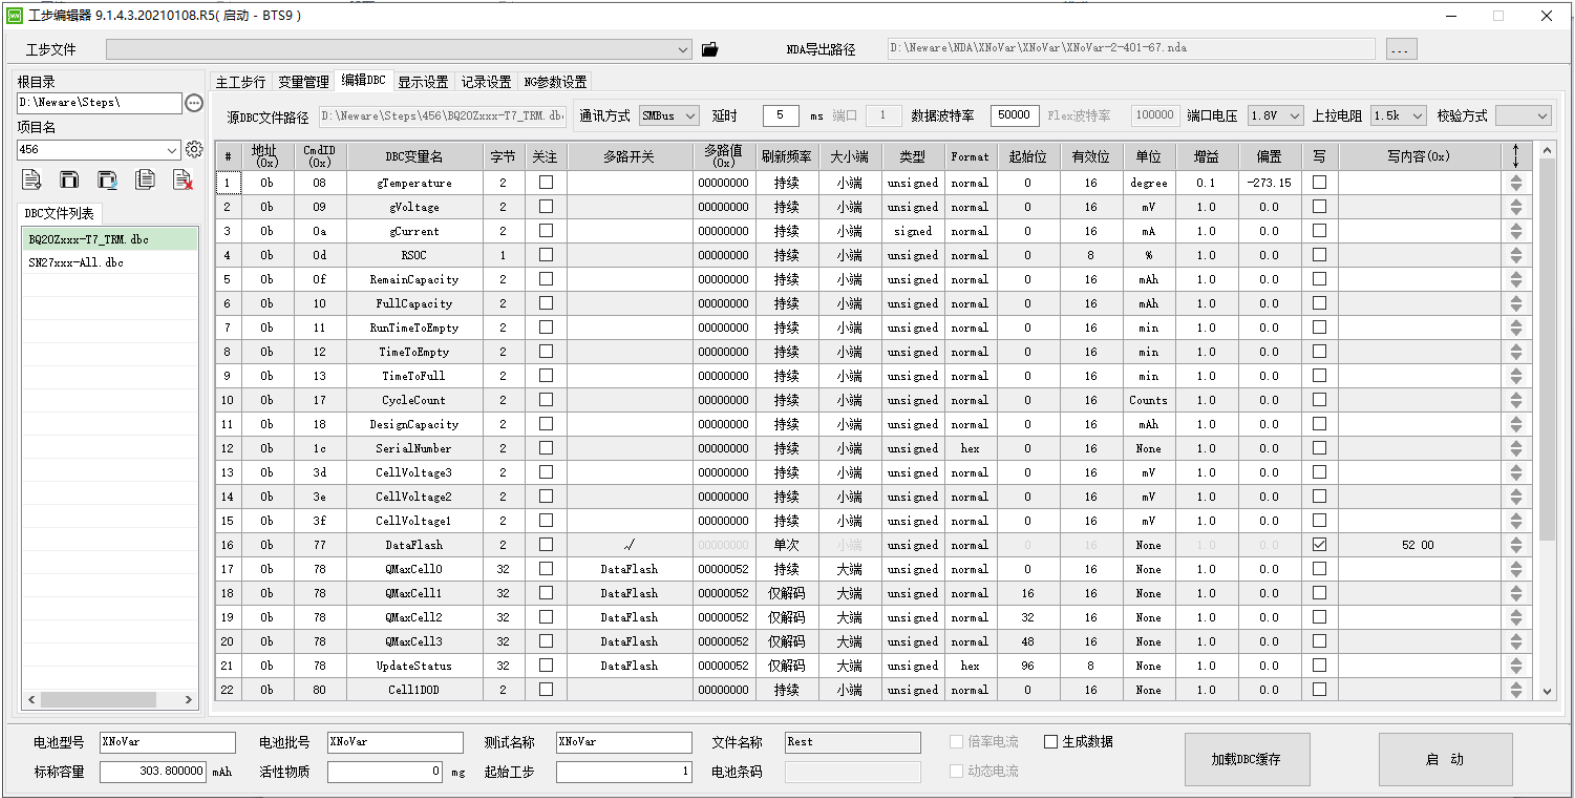 工步编辑器 9.1.4.3.20210108.R5( 启动 - BTS9 )
工步文件 NDA导出路径 D:\Neware\NDA\XNoVar\XNoVar\XNoVar-2-401-67.nda ...
根目录 主工步行 变量管理 编辑DBC 显示设置 记录设置 NG参数设置
D:\Neware\Steps\
源DBC文件路径 D:\Neware\Steps\456\BQ20Zxxx-T7_TRM.db 通讯方式 SMBus 延时 5 ms 端口 1 数据波特率 50000 Flex波特率 100000 端口电压 1.8V 上拉电阻 1.5k 校验方式
项目名
456
DBC文件列表
BQ20Zxxx-T7_TRM.dbc
SN27xxx-All.dbc
# 地址(0x) CmdID(0x) DBC变量名 字节 关注 多路开关 多路值(0x) 刷新频率 大小端 类型 Format 起始位 有效位 单位 增益 偏置 写 写内容(0x)
1 0b 08 gTemperature 2 00000000 持续 小端 unsigned normal 0 16 degree 0.1 -273.15
2 0b 09 gVoltage 2 00000000 持续 小端 unsigned normal 0 16 mV 1.0 0.0
3 0b 0a gCurrent 2 00000000 持续 小端 signed normal 0 16 mA 1.0 0.0
4 0b 0d RSOC 1 00000000 持续 小端 unsigned normal 0 8 % 1.0 0.0
5 0b 0f RemainCapacity 2 00000000 持续 小端 unsigned normal 0 16 mAh 1.0 0.0
6 0b 10 FullCapacity 2 00000000 持续 小端 unsigned normal 0 16 mAh 1.0 0.0
7 0b 11 RunTimeToEmpty 2 00000000 持续 小端 unsigned normal 0 16 min 1.0 0.0
8 0b 12 TimeToEmpty 2 00000000 持续 小端 unsigned normal 0 16 min 1.0 0.0
9 0b 13 TimeToFull 2 00000000 持续 小端 unsigned normal 0 16 min 1.0 0.0
10 0b 17 CycleCount 2 00000000 持续 小端 unsigned normal 0 16 Counts 1.0 0.0
11 0b 18 DesignCapacity 2 00000000 持续 小端 unsigned normal 0 16 mAh 1.0 0.0
12 0b 1c SerialNumber 2 00000000 持续 小端 unsigned hex 0 16 None 1.0 0.0
13 0b 3d CellVoltage3 2 00000000 持续 小端 unsigned normal 0 16 mV 1.0 0.0
14 0b 3e CellVoltage2 2 00000000 持续 小端 unsigned normal 0 16 mV 1.0 0.0
15 0b 3f CellVoltage1 2 00000000 持续 小端 unsigned normal 0 16 mV 1.0 0.0
16 0b 77 DataFlash 2 √ 00000000 单次 小端 unsigned normal 0 16 None 1.0 0.0 52 00
17 0b 78 QMaxCell0 32 DataFlash 00000052 持续 大端 unsigned normal 0 16 None 1.0 0.0
18 0b 78 QMaxCell1 32 DataFlash 00000052 仅解码 大端 unsigned normal 16 16 None 1.0 0.0
19 0b 78 QMaxCell2 32 DataFlash 00000052 仅解码 大端 unsigned normal 32 16 None 1.0 0.0
20 0b 78 QMaxCell3 32 DataFlash 00000052 仅解码 大端 unsigned normal 48 16 None 1.0 0.0
21 0b 78 UpdateStatus 32 DataFlash 00000052 仅解码 大端 unsigned hex 96 8 None 1.0 0.0
22 0b 80 Cell1DOD 2 00000000 持续 小端 unsigned normal 0 16 None 1.0 0.0
电池型号 XNoVar 电池批号 XNoVar 测试名称 XNoVar 文件名称 Rest 倍率电流 生成数据
标称容量 303.800000 mAh 活性物质 0 mg 起始工步 1 电池条码 动态电流
加载DBC缓存 启 动